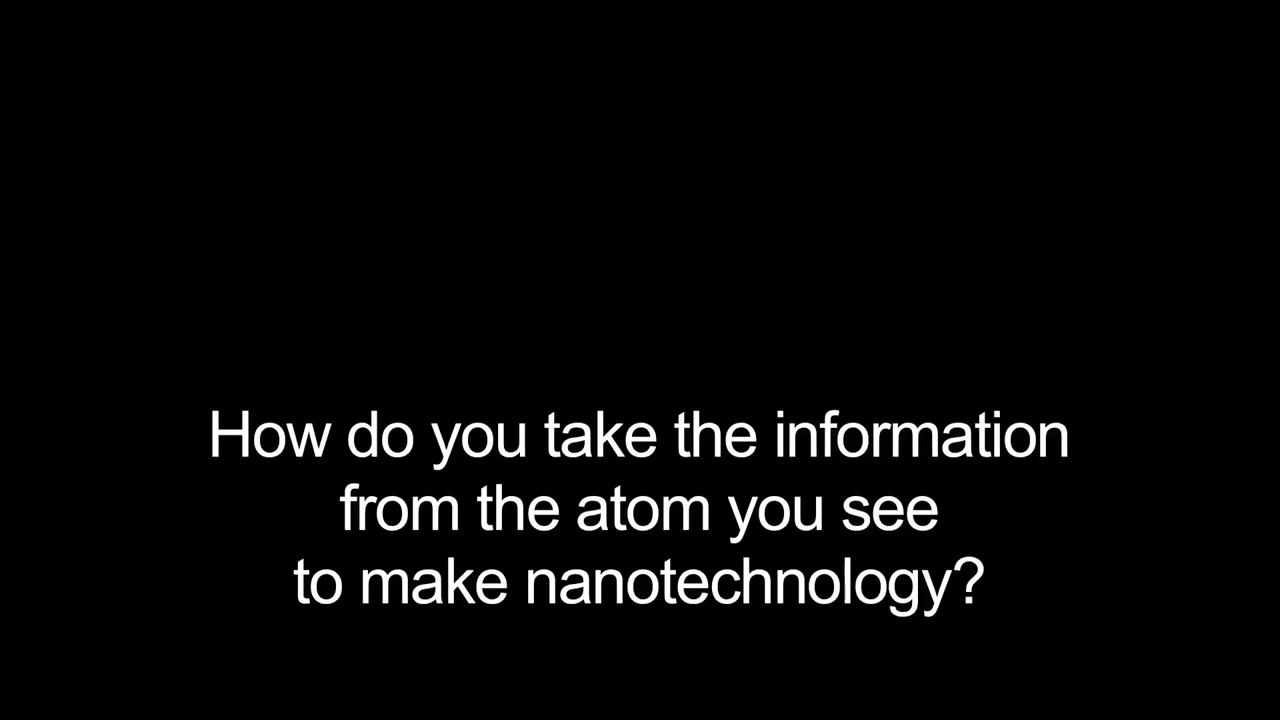 How do you take the information
from the atom you see
to make nanotechnology?